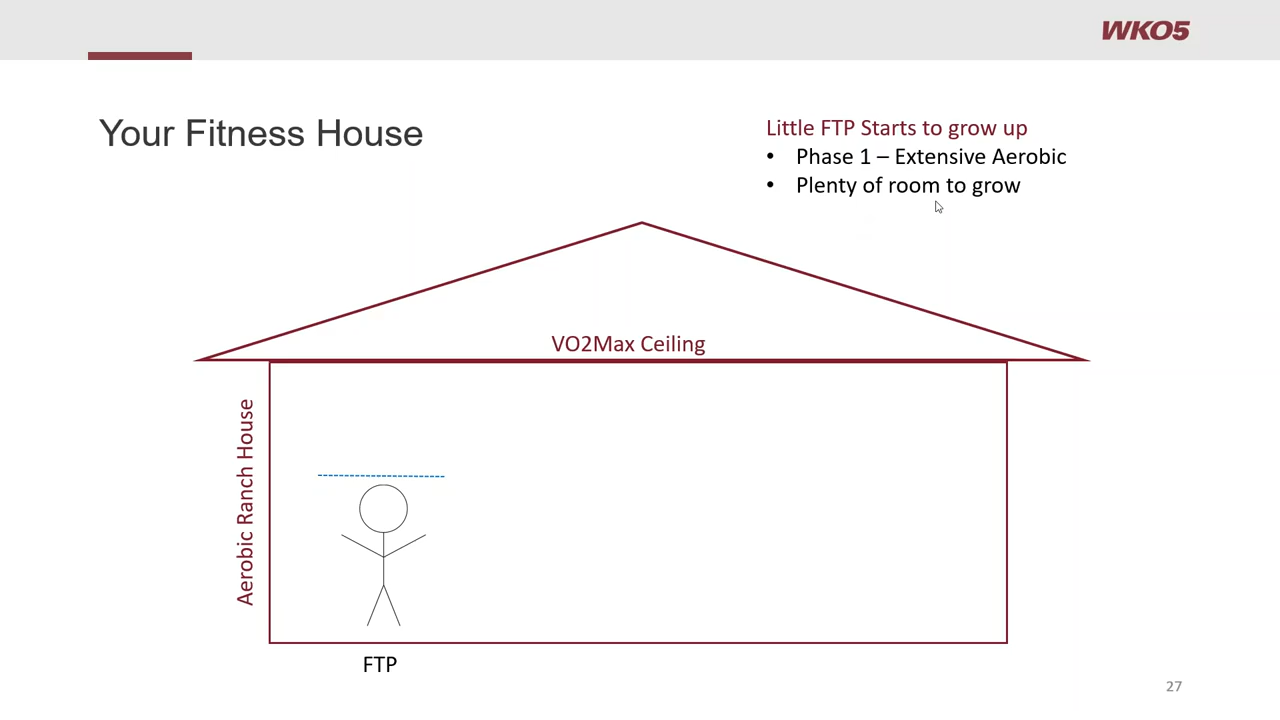 WKO5
Your Fitness House
Little FTP Starts to grow up
• Phase 1 – Extensive Aerobic
• Plenty of room to grow
VO2Max Ceiling
Aerobic Ranch House
FTP
27